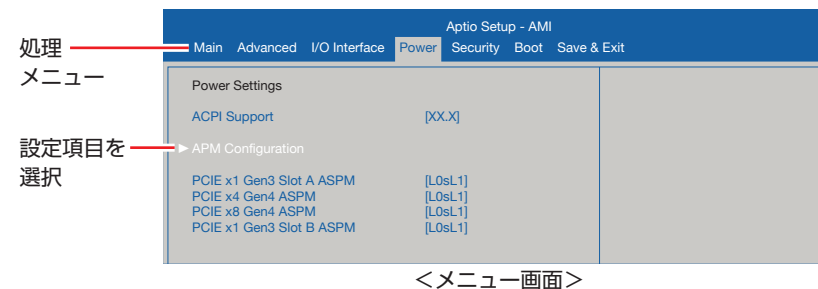 Aptio Setup - AMI
処理
メニュー
Main Advanced I/O Interface Power Security Boot Save & Exit
Power Settings
ACPI Support [XX.X]
設定項目を
選択
▶ APM Configuration
PCIE x1 Gen3 Slot A ASPM [L0sL1]
PCIE x4 Gen4 ASPM [L0sL1]
PCIE x8 Gen4 ASPM [L0sL1]
PCIE x1 Gen3 Slot B ASPM [L0sL1]
＜メニュー画面＞